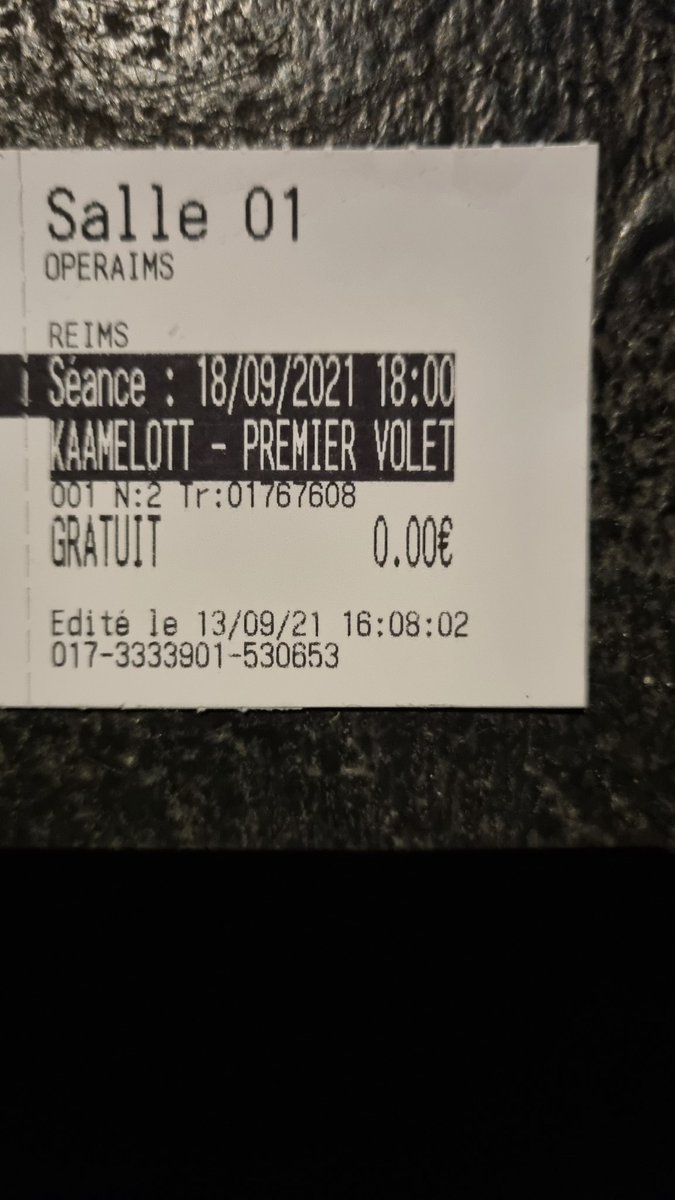 Salle 01
OPERAIMS
REIMS
Séance : 18/09/2021 18:00
KAAMELOTT - PREMIER VOLET
001 N:2 Tr:01767608
GRATUIT 0.00€
Edité le 13/09/21 16:08:02
017-3333901-530653